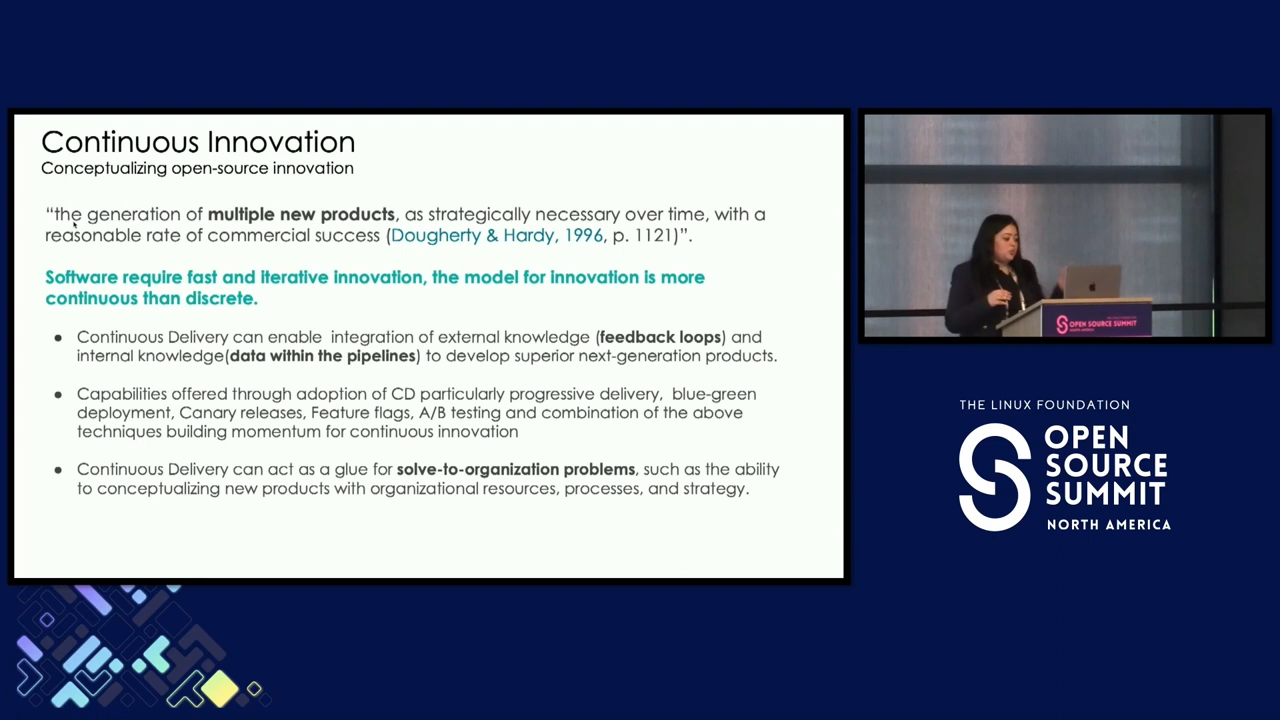 Continuous Innovation
Conceptualizing open-source innovation
“the generation of multiple new products, as strategically necessary over time, with a
reasonable rate of commercial success (Dougherty & Hardy, 1996, p. 1121)”.
Software require fast and iterative innovation, the model for innovation is more
continuous than discrete.
● Continuous Delivery can enable integration of external knowledge (feedback loops) and
internal knowledge(data within the pipelines) to develop superior next-generation products.
● Capabilities offered through adoption of CD particularly progressive delivery, blue-green
deployment, Canary releases, Feature flags, A/B testing and combination of the above
techniques building momentum for continuous innovation
● Continuous Delivery can act as a glue for solve-to-organization problems, such as the ability
to conceptualizing new products with organizational resources, processes, and strategy.
OPEN SOURCE SUMMIT
THE LINUX FOUNDATION
OPEN
SOURCE
SUMMIT
NORTH AMERICA